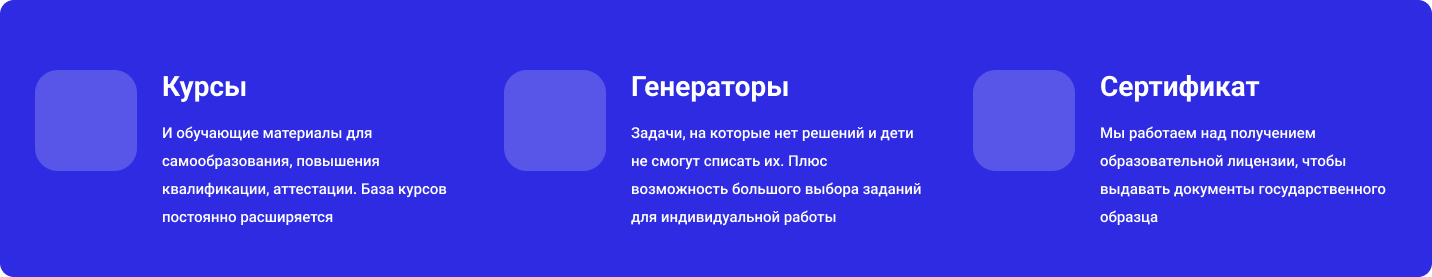 Курсы
И обучающие материалы для
самообразования, повышения
квалификации, аттестации. База курсов
постоянно расширяется
Генераторы
Задачи, на которые нет решений и дети
не смогут списать их. Плюс
возможность большого выбора заданий
для индивидуальной работы
Сертификат
Мы работаем над получением
образовательной лицензии, чтобы
выдавать документы государственного
образца